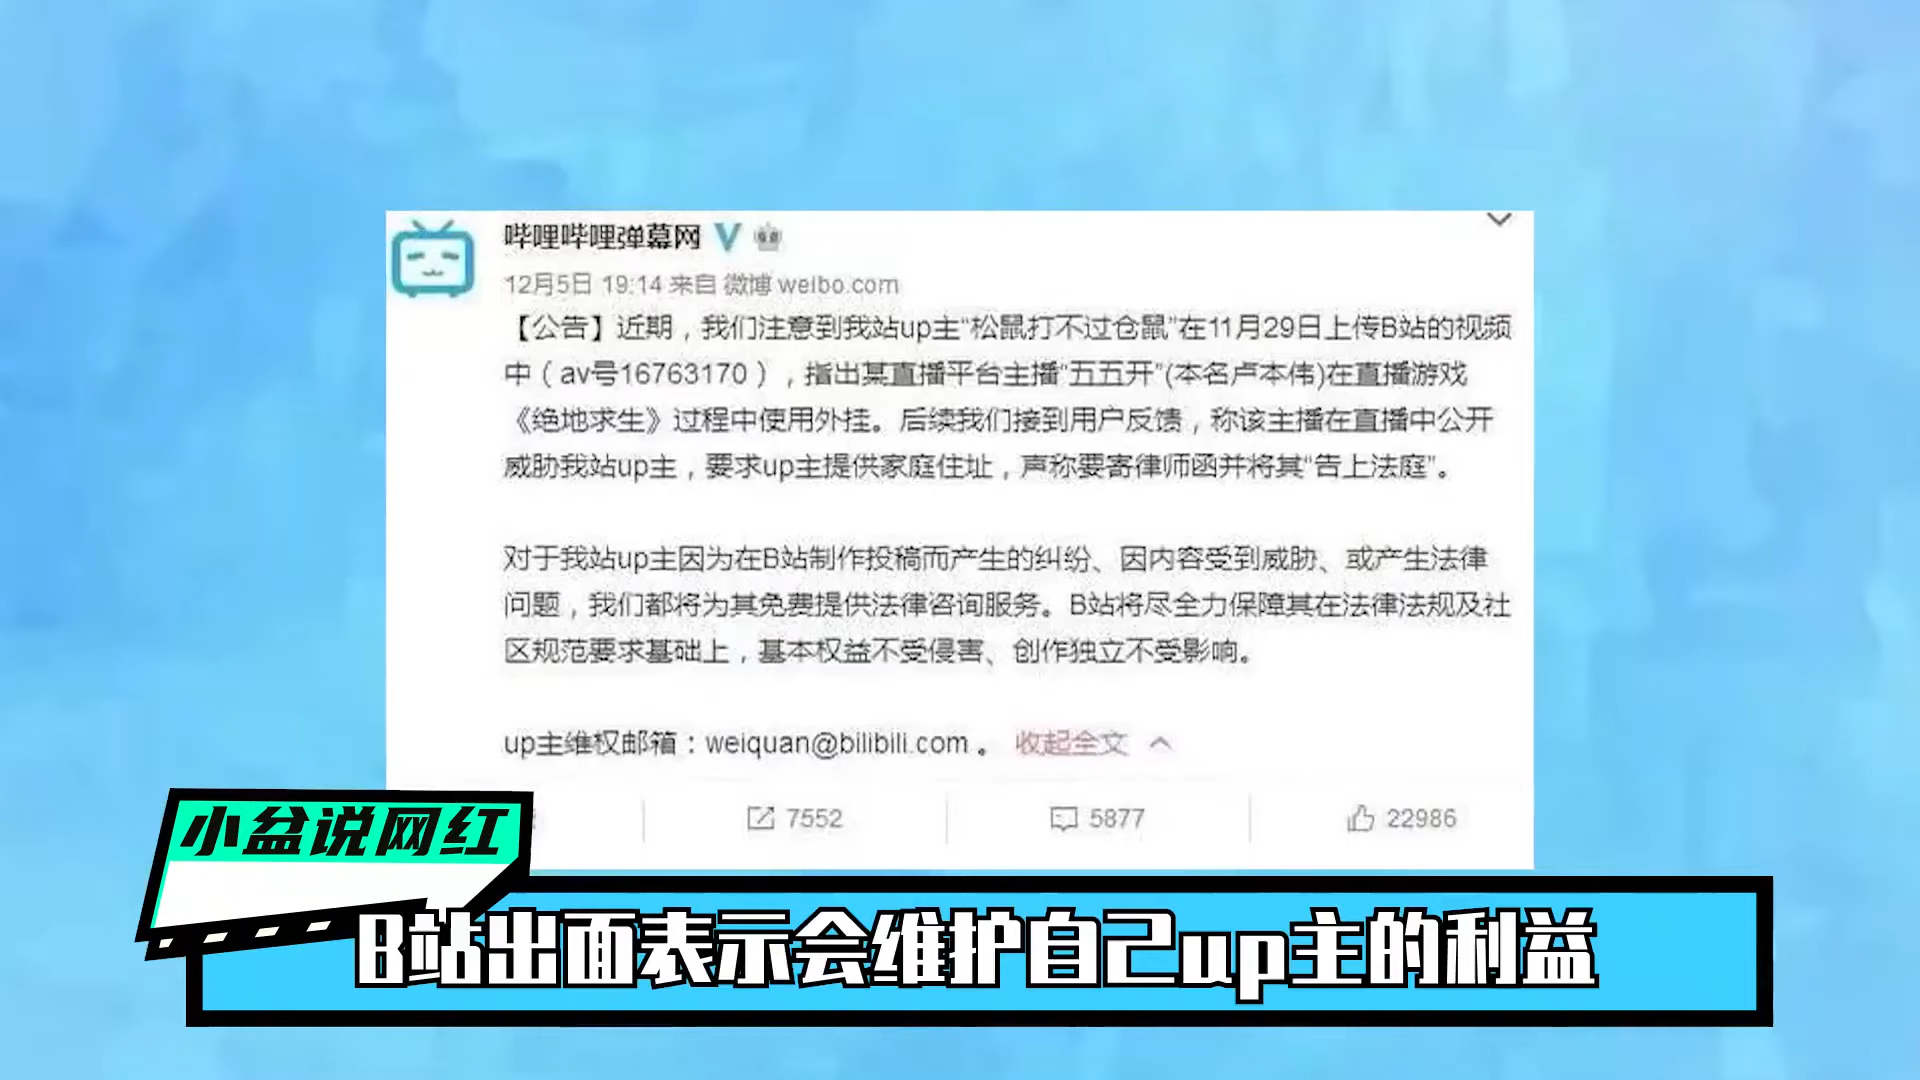 哔哩哔哩弹幕网
12月5日 19:14 来自 微博 weibo.com
【公告】近期，我们注意到我站up主“松鼠打不过仓鼠”在11月29日上传B站的视频
中（av号16763170），指出某直播平台主播“五五开”(本名卢本伟)在直播游戏
《绝地求生》过程中使用外挂。后续我们接到用户反馈，称该主播在直播中公开
威胁我站up主，要求up主提供家庭住址，声称要寄律师函并将其“告上法庭”。
对于我站up主因为在B站制作投稿而产生的纠纷、因内容受到威胁、或产生法律
问题，我们都将为其免费提供法律咨询服务。B站将尽全力保障其在法律法规及社
区规范要求基础上，基本权益不受侵害、创作独立不受影响。
up主维权邮箱：weiquan@bilibili.com 。 收起全文
7552 5877 22986
小盆说网红
B站出面表示会维护自己up主的利益